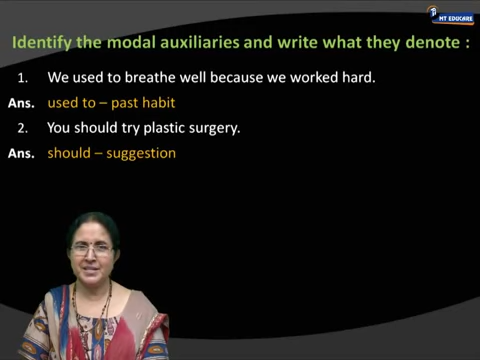 MT EDUCARE
Identify the modal auxiliaries and write what they denote :
1. We used to breathe well because we worked hard.
Ans. used to – past habit
2. You should try plastic surgery.
Ans. should – suggestion